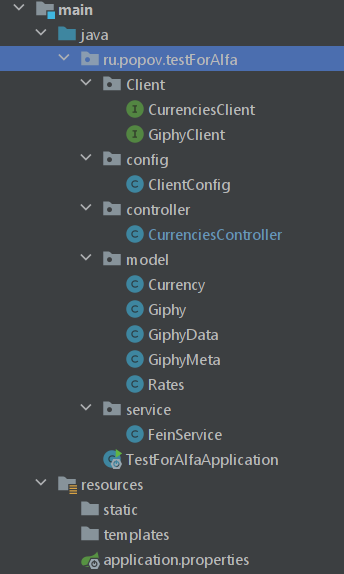 main
java
ru.popov.testForAlfa
Client
CurrenciesClient
GiphyClient
config
ClientConfig
controller
CurrenciesController
model
Currency
Giphy
GiphyData
GiphyMeta
Rates
service
FeinService
TestForAlfaApplication
resources
static
templates
application.properties